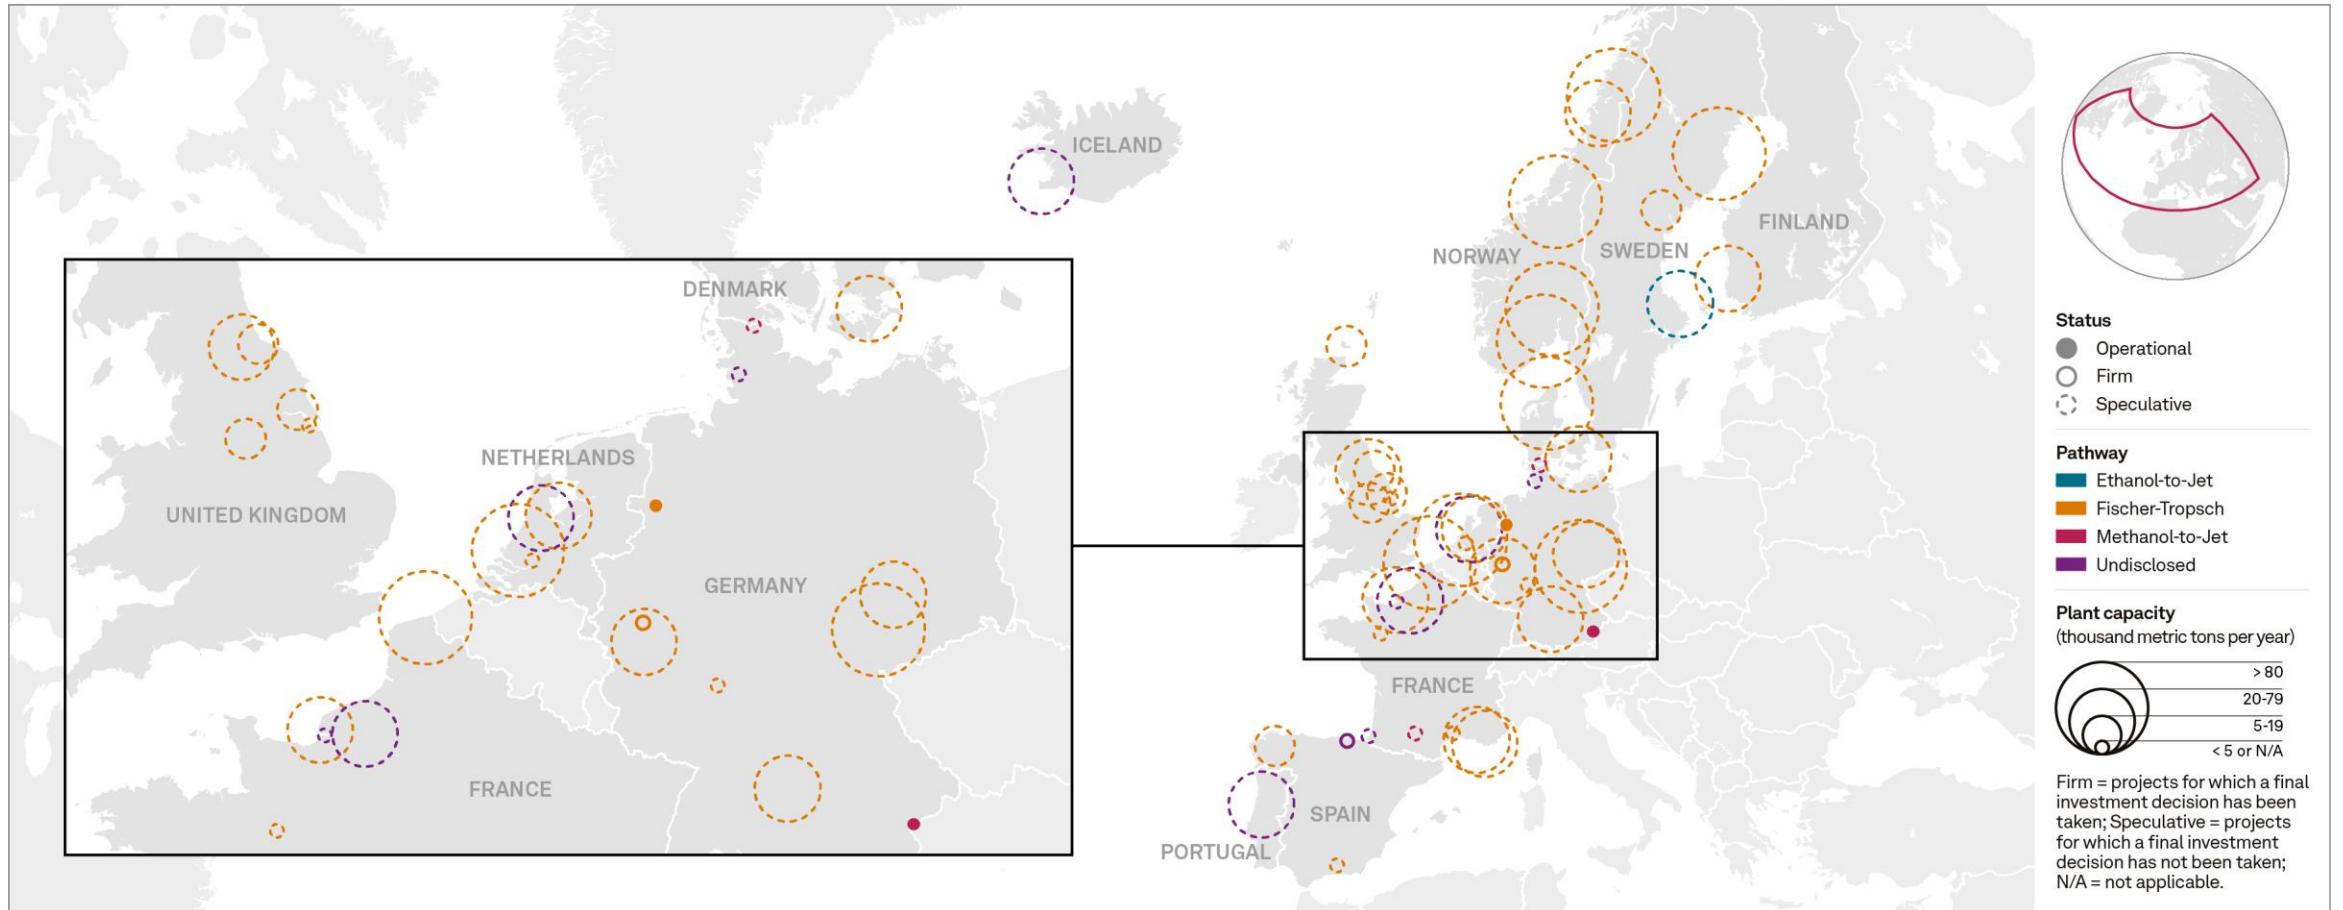 ICELAND
FINLAND
NORWAY
SWEDEN
DENMARK
NETHERLANDS
UNITED KINGDOM
GERMANY
FRANCE
FRANCE
SPAIN
PORTUGAL
Status
Operational
Firm
Speculative
Pathway
Ethanol-to-Jet
Fischer-Tropsch
Methanol-to-Jet
Undisclosed
Plant capacity
(thousand metric tons per year)
> 80
20-79
5-19
< 5 or N/A
Firm = projects for which a final
investment decision has been
taken; Speculative = projects
for which a final investment
decision has not been taken;
N/A = not applicable.